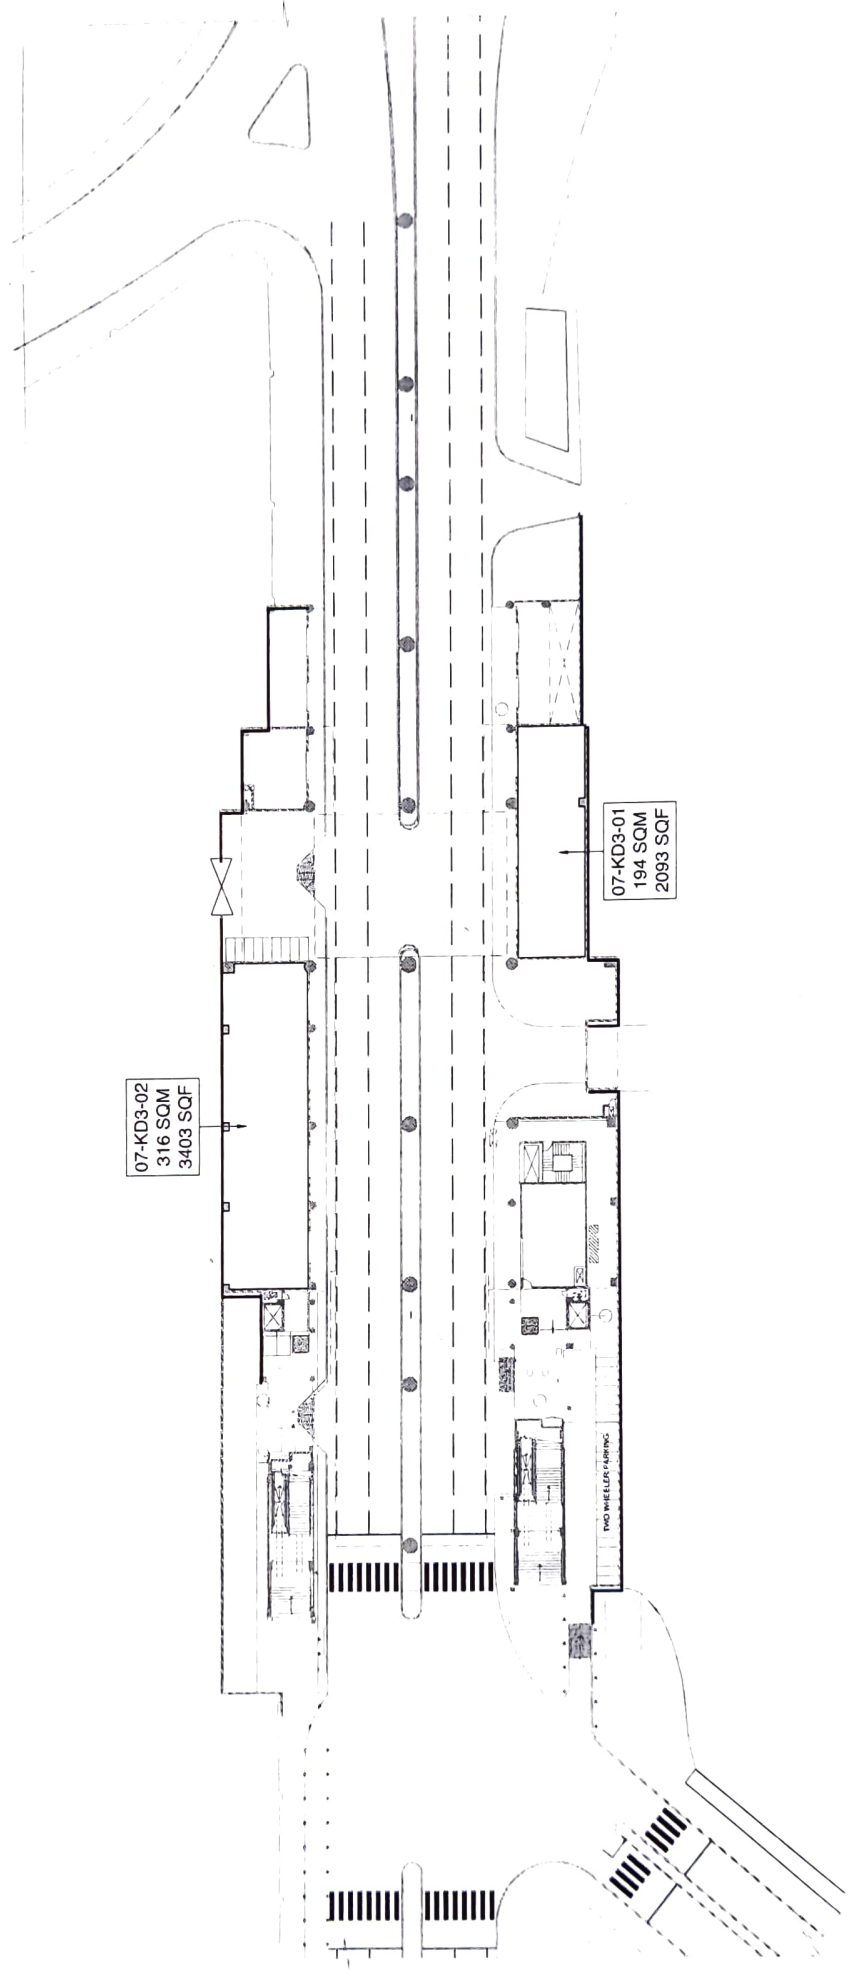 07-KD3-01
194 SQM
2093 SQF
07-KD3-02
316 SQM
3403 SQF
TWO WHEELER PARKING